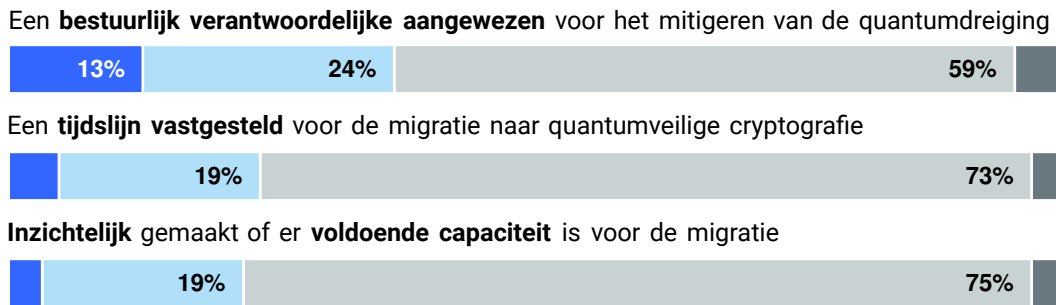 Een bestuurlijk verantwoordelijke aangewezen voor het mitigeren van de quantumdreiging
13% 24% 59%
Een tijdslijn vastgesteld voor de migratie naar quantumveilige cryptografie
19% 73%
Inzichtelijk gemaakt of er voldoende capaciteit is voor de migratie
19% 75%